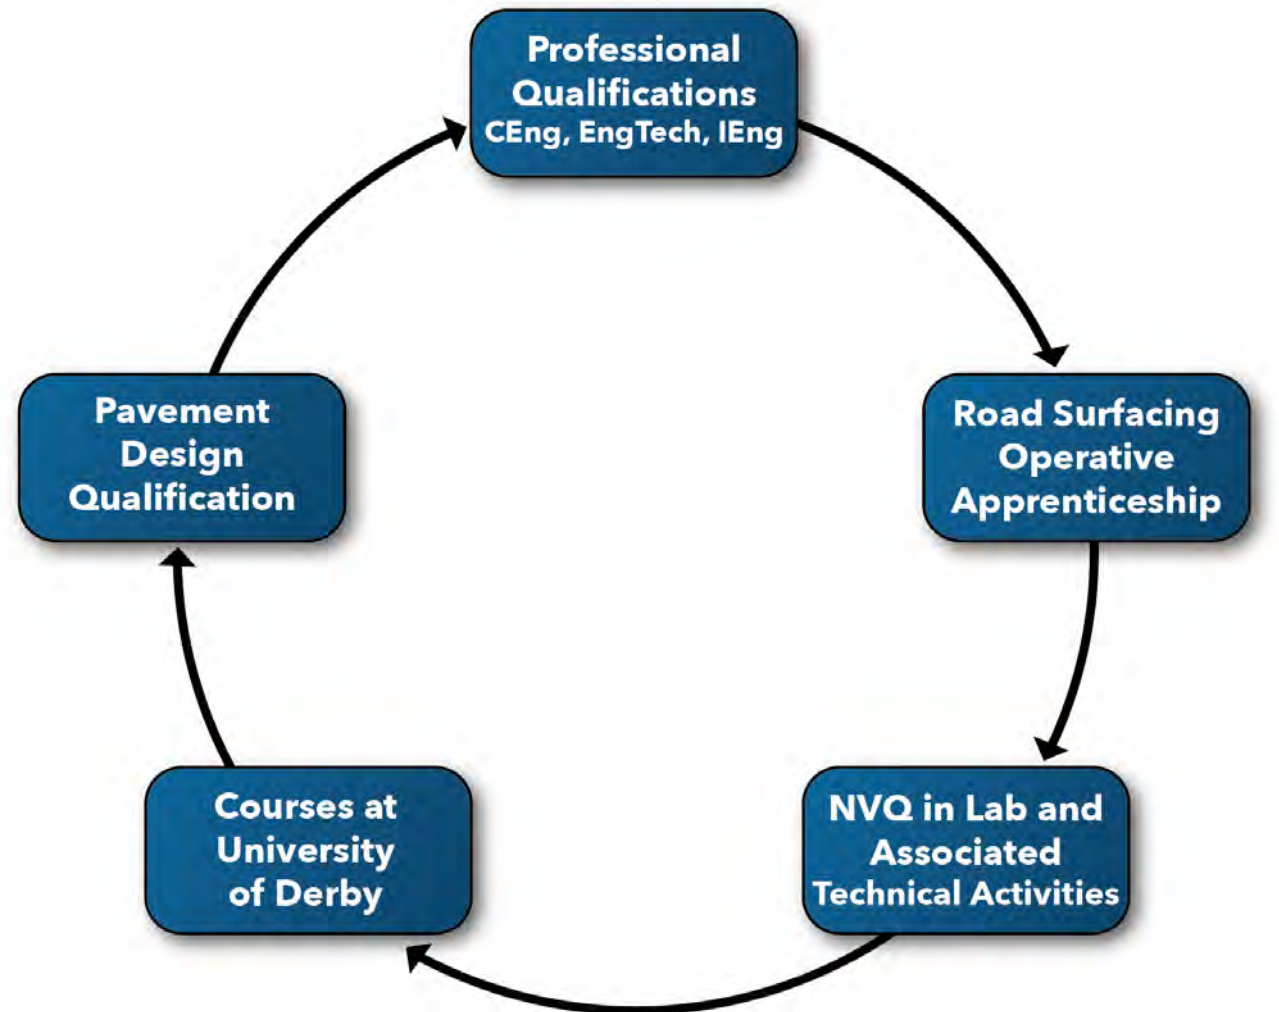 Professional
Qualifications
CEng, EngTech, IEng
Road Surfacing
Operative
Apprenticeship
NVQ in Lab and
Associated
Technical Activities
Courses at
University
of Derby
Pavement
Design
Qualification